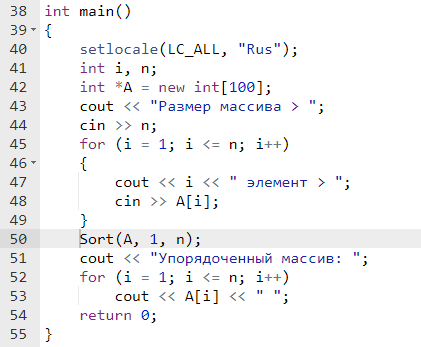 38 int main()
39 {
40 setlocale(LC_ALL, "Rus");
41 int i, n;
42 int *A = new int[100];
43 cout << "Размер массива > ";
44 cin >> n;
45 for (i = 1; i <= n; i++)
46 {
47 cout << i << " элемент > ";
48 cin >> A[i];
49 }
50 Sort(A, 1, n);
51 cout << "Упорядоченный массив: ";
52 for (i = 1; i <= n; i++)
53 cout << A[i] << " ";
54 return 0;
55 }